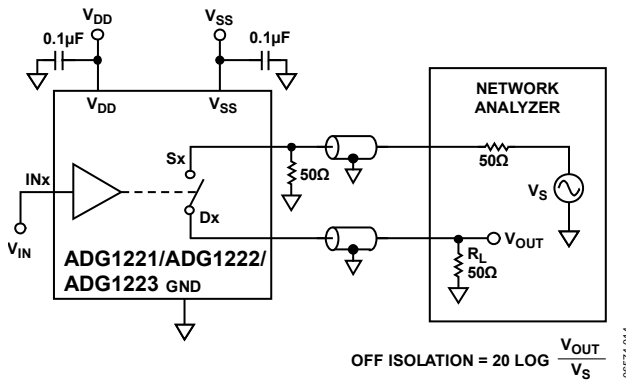 VDD
VSS
0.1µF
0.1µF
VDD
VSS
NETWORK
ANALYZER
Sx
50Ω
50Ω
INx
VS
Dx
VOUT
VIN
ADG1221/ADG1222/
ADG1223 GND
RL
50Ω
OFF ISOLATION = 20 LOG VOUT
VS